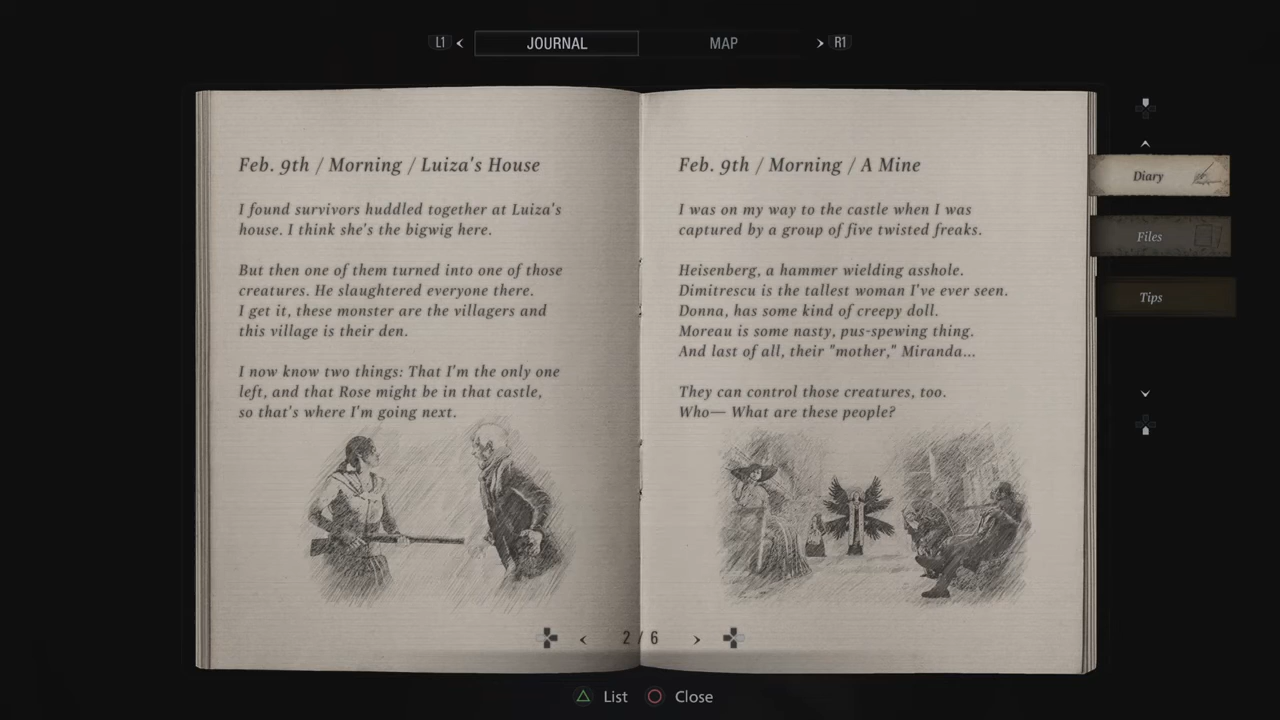 L1 JOURNAL MAP R1
Feb. 9th / Morning / Luiza's House
I found survivors huddled together at Luiza's
house. I think she's the bigwig here.
But then one of them turned into one of those
creatures. He slaughtered everyone there.
I get it, these monster are the villagers and
this village is their den.
I now know two things: That I'm the only one
left, and that Rose might be in that castle,
so that's where I'm going next.
Feb. 9th / Morning / A Mine
I was on my way to the castle when I was
captured by a group of five twisted freaks.
Heisenberg, a hammer wielding asshole.
Dimitrescu is the tallest woman I've ever seen.
Donna, has some kind of creepy doll.
Moreau is some nasty, pus-spewing thing.
And last of all, their "mother," Miranda...
They can control those creatures, too.
Who— What are these people?
Diary
Files
Tips
2 / 6
List Close